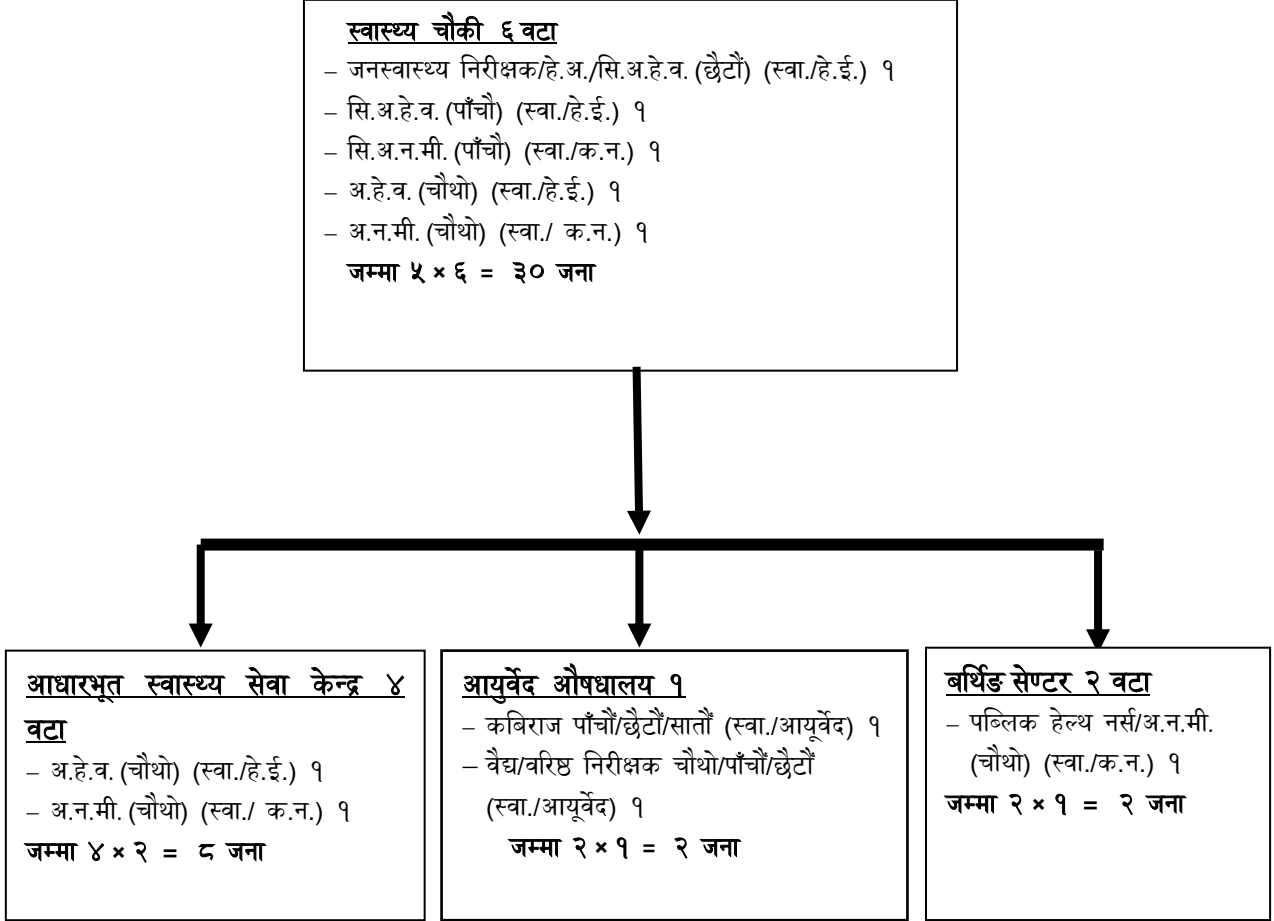 स्वास्थ्य चौकी ६ वटा
– जनस्वास्थ्य निरीक्षक/हे.अ./सि.अ.हे.व. (छैटौं) (स्वा./हे.ई.) १
– सि.अ.हे.व. (पाँचौ) (स्वा./हे.ई.) १
– सि.अ.न.मी. (पाँचौ) (स्वा./क.न.) १
– अ.हे.व. (चौथो) (स्वा./हे.ई.) १
– अ.न.मी. (चौथो) (स्वा./ क.न.) १
जम्मा ५ × ६ = ३० जना
आधारभूत स्वास्थ्य सेवा केन्द्र ४
वटा
– अ.हे.व. (चौथो) (स्वा./हे.ई.) १
– अ.न.मी. (चौथो) (स्वा./ क.न.) १
जम्मा ४ × २ = ८ जना
आयुर्वेद औषधालय १
– कबिराज पाँचौं/छैटौं/सातौं (स्वा./आयूर्वेद) १
– वैद्य/वरिष्ठ निरीक्षक चौथो/पाँचौं/छैटौं
(स्वा./आयूर्वेद) १
जम्मा २ × १ = २ जना
बर्थिङ सेण्टर २ वटा
– पब्लिक हेल्थ नर्स/अ.न.मी.
(चौथो) (स्वा./क.न.) १
जम्मा २ × १ = २ जना